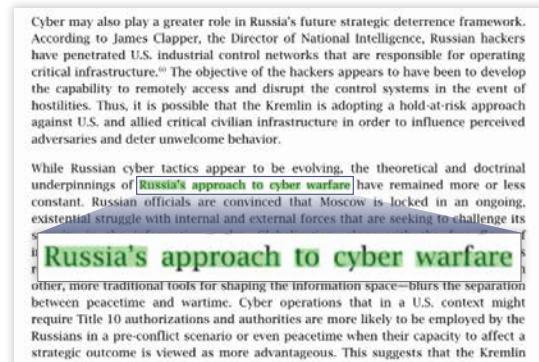 Cyber may also play a greater role in Russia's future strategic deterrence framework.
According to James Clapper, the Director of National Intelligence, Russian hackers
have penetrated U.S. industrial control networks that are responsible for operating
critical infrastructure. The objective of the hackers appears to have been to develop
the capability to remotely access and disrupt the control systems in the event of
hostilities. Thus, it is possible that the Kremlin is adopting a hold-at-risk approach
against U.S. and allied critical civilian infrastructure in order to influence perceived
adversaries and deter unwelcome behavior.
While Russian cyber tactics appear to be evolving, the theoretical and doctrinal
underpinnings of Russia's approach to cyber warfare have remained more or less
constant. Russian officials are convinced that Moscow is locked in an ongoing,
existential struggle with internal and external forces that are seeking to challenge its
Russia's approach to cyber warfare
other, more traditional tools for shaping the information space—blurs the separation
between peacetime and wartime. Cyber operations that in a U.S. context might
require Title 10 authorizations and authorities are more likely to be employed by the
Russians in a pre-conflict scenario or even peacetime when their capacity to affect a
strategic outcome is viewed as more advantageous. This suggests that the Kremlin